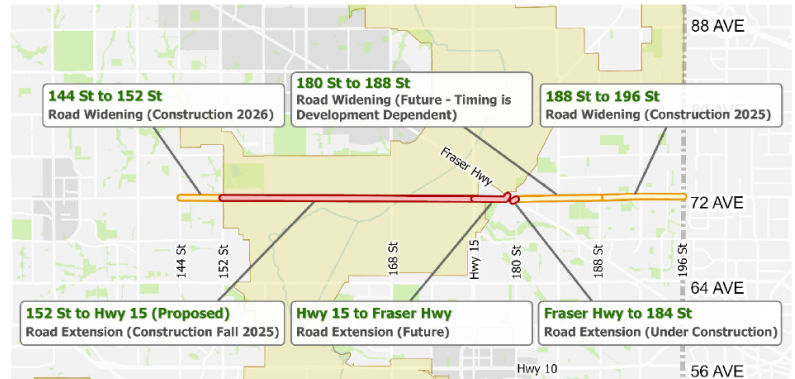 88 AVE
144 St to 152 St
Road Widening (Construction 2026)
180 St to 188 St
Road Widening (Future - Timing is
Development Dependent)
188 St to 196 St
Road Widening (Construction 2025)
80 AVE
Fraser Hwy
72 AVE
144 St
152 St
168 St
Hwy 15
180 St
188 St
196 St
64 AVE
152 St to Hwy 15 (Proposed)
Road Extension (Construction Fall 2025)
Hwy 15 to Fraser Hwy
Road Extension (Future)
Fraser Hwy to 184 St
Road Extension (Under Construction)
Hwy 10
56 AVE